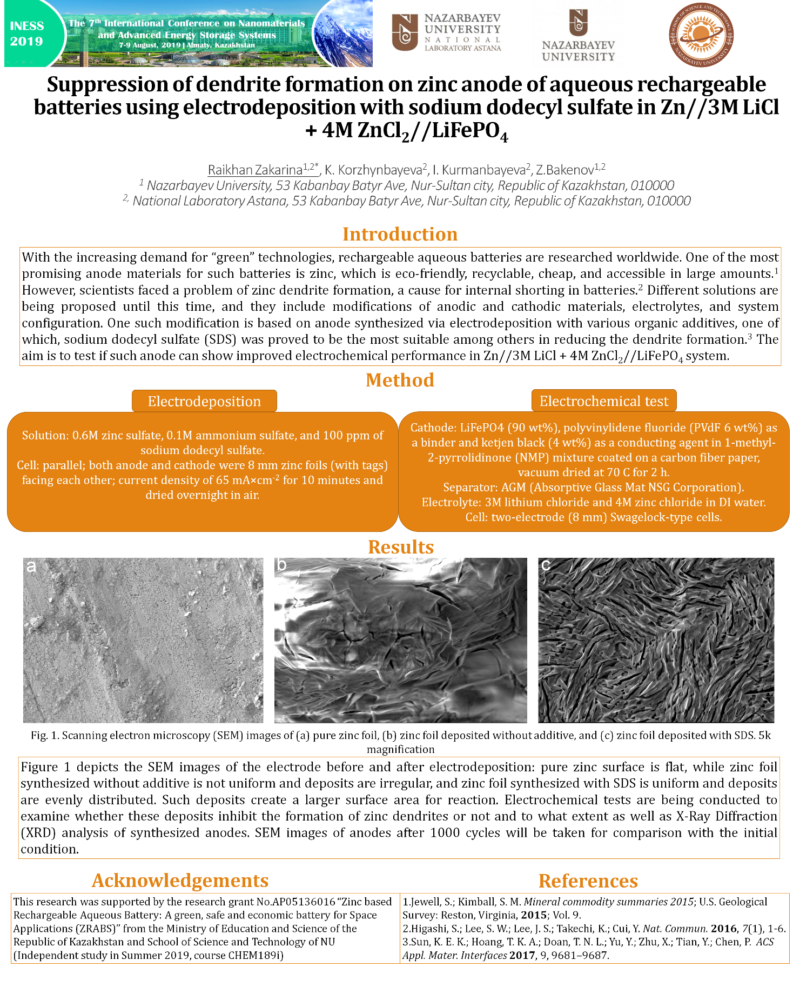 INESS
2019
The 7th International Conference on Nanomaterials
and Advanced Energy Storage Systems
7-9 August, 2019 | Almaty, Kazakhstan
NAZARBAYEV
UNIVERSITY
NATIONAL
LABORATORY ASTANA
NAZARBAYEV
UNIVERSITY
SCHOOL OF SCIENCE AND TECHNOLOGY
NAZARBAYEV UNIVERSITY
Suppression of dendrite formation on zinc anode of aqueous rechargeable
batteries using electrodeposition with sodium dodecyl sulfate in Zn//3M LiCl
+ 4M ZnCl₂//LiFePO₄
Raikhan Zakarina¹,²*, K. Korzhynbayeva², I. Kurmanbayeva², Z.Bakenov¹,²
¹ Nazarbayev University, 53 Kabanbay Batyr Ave, Nur-Sultan city, Republic of Kazakhstan, 010000
², National Laboratory Astana, 53 Kabanbay Batyr Ave, Nur-Sultan city, Republic of Kazakhstan, 010000
Introduction
With the increasing demand for “green” technologies, rechargeable aqueous batteries are researched worldwide. One of the most
promising anode materials for such batteries is zinc, which is eco-friendly, recyclable, cheap, and accessible in large amounts.¹
However, scientists faced a problem of zinc dendrite formation, a cause for internal shorting in batteries.² Different solutions are
being proposed until this time, and they include modifications of anodic and cathodic materials, electrolytes, and system
configuration. One such modification is based on anode synthesized via electrodeposition with various organic additives, one of
which, sodium dodecyl sulfate (SDS) was proved to be the most suitable among others in reducing the dendrite formation.³ The
aim is to test if such anode can show improved electrochemical performance in Zn//3M LiCl + 4M ZnCl₂//LiFePO₄ system.
Method
Electrodeposition
Solution: 0.6M zinc sulfate, 0.1M ammonium sulfate, and 100 ppm of
sodium dodecyl sulfate.
Cell: parallel; both anode and cathode were 8 mm zinc foils (with tags)
facing each other; current density of 65 mA×cm⁻² for 10 minutes and
dried overnight in air.
Electrochemical test
Cathode: LiFePO4 (90 wt%), polyvinylidene fluoride (PVdF 6 wt%) as
a binder and ketjen black (4 wt%) as a conducting agent in 1-methyl-
2-pyrrolidinone (NMP) mixture coated on a carbon fiber paper,
vacuum dried at 70 C for 2 h.
Separator: AGM (Absorptive Glass Mat NSG Corporation).
Electrolyte: 3M lithium chloride and 4M zinc chloride in DI water.
Cell: two-electrode (8 mm) Swagelock-type cells.
Results
a
b
c
Fig. 1. Scanning electron microscopy (SEM) images of (a) pure zinc foil, (b) zinc foil deposited without additive, and (c) zinc foil deposited with SDS. 5k
magnification
Figure 1 depicts the SEM images of the electrode before and after electrodeposition: pure zinc surface is flat, while zinc foil
synthesized without additive is not uniform and deposits are irregular, and zinc foil synthesized with SDS is uniform and deposits
are evenly distributed. Such deposits create a larger surface area for reaction. Electrochemical tests are being conducted to
examine whether these deposits inhibit the formation of zinc dendrites or not and to what extent as well as X-Ray Diffraction
(XRD) analysis of synthesized anodes. SEM images of anodes after 1000 cycles will be taken for comparison with the initial
condition.
Acknowledgements
This research was supported by the research grant No.AP05136016 “Zinc based
Rechargeable Aqueous Battery: A green, safe and economic battery for Space
Applications (ZRABS)” from the Ministry of Education and Science of the
Republic of Kazakhstan and School of Science and Technology of NU
(Independent study in Summer 2019, course CHEM189i)
References
1.Jewell, S.; Kimball, S. M. Mineral commodity summaries 2015; U.S. Geological
Survey: Reston, Virginia, 2015; Vol. 9.
2.Higashi, S.; Lee, S. W.; Lee, J. S.; Takechi, K.; Cui, Y. Nat. Commun. 2016, 7(1), 1-6.
3.Sun, K. E. K.; Hoang, T. K. A.; Doan, T. N. L.; Yu, Y.; Zhu, X.; Tian, Y.; Chen, P. ACS
Appl. Mater. Interfaces 2017, 9, 9681–9687.